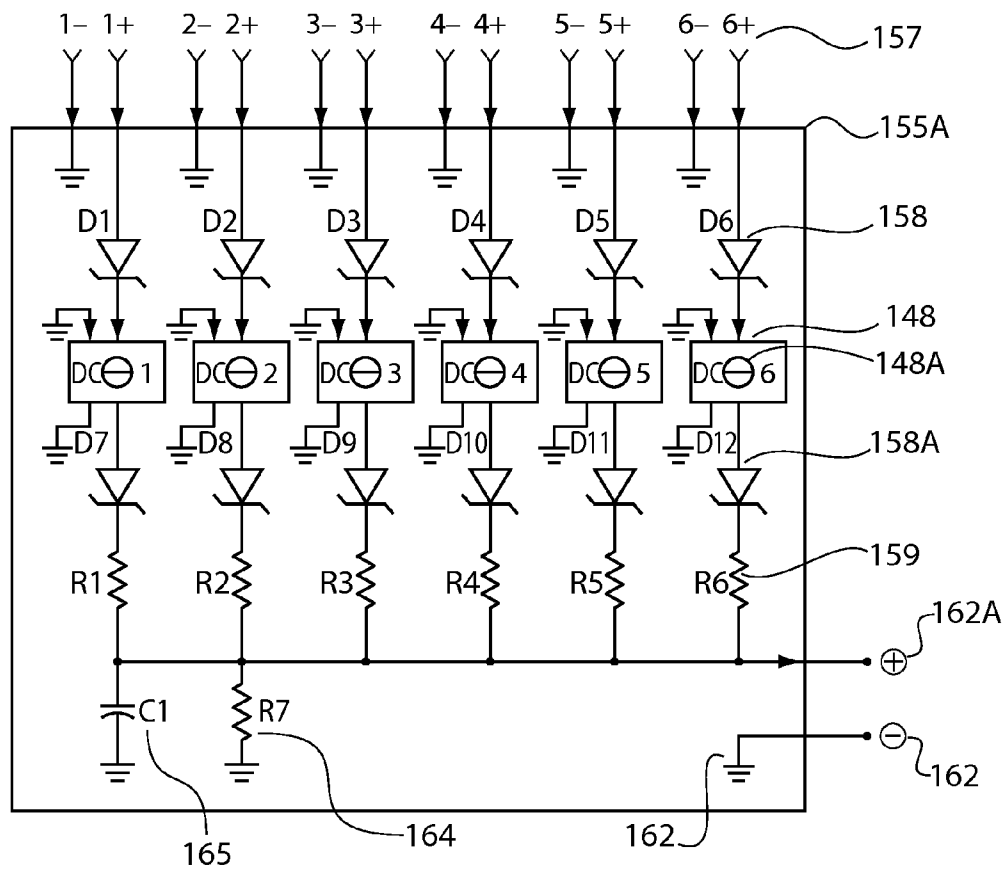 1– 1+ 2– 2+ 3– 3+ 4– 4+ 5– 5+ 6– 6+ 157
155A
D1 D2 D3 D4 D5 D6 158
148
DC 1 DC 2 DC 3 DC 4 DC 5 DC 6 148A
D7 D8 D9 D10 D11 D12 158A
159
R1 R2 R3 R4 R5 R6
162A
+
C1 R7
–
162
165 164 162